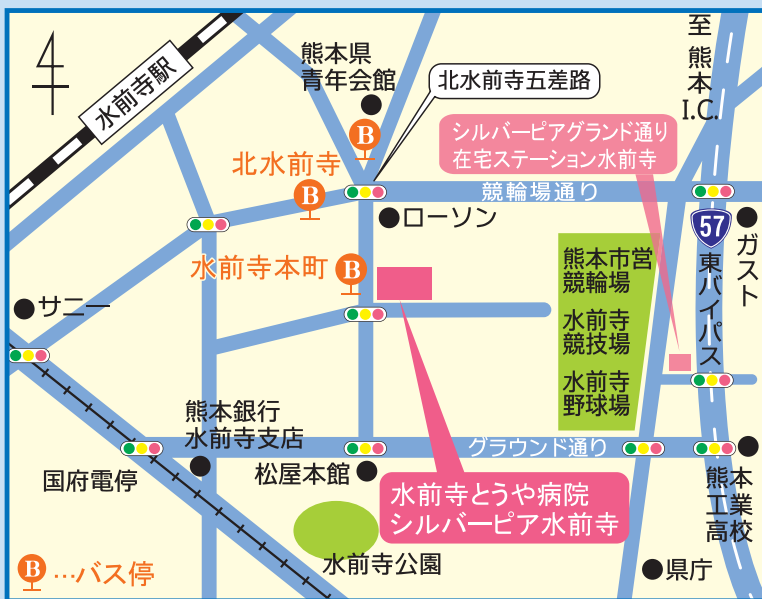 至
熊本
I.C.
水前寺駅
熊本県
青年会館
北水前寺五差路
B
シルバーピアグランド通り
在宅ステーション水前寺
北水前寺
B
競輪場通り
ローソン
57
ガスト
東バイパス
水前寺本町
B
熊本市営
競輪場
水前寺
競技場
水前寺
野球場
サニー
熊本銀行
水前寺支店
グラウンド通り
国府電停
松屋本館
水前寺とうや病院
シルバーピア水前寺
熊本
工業
高校
水前寺公園
県庁
B
…バス停